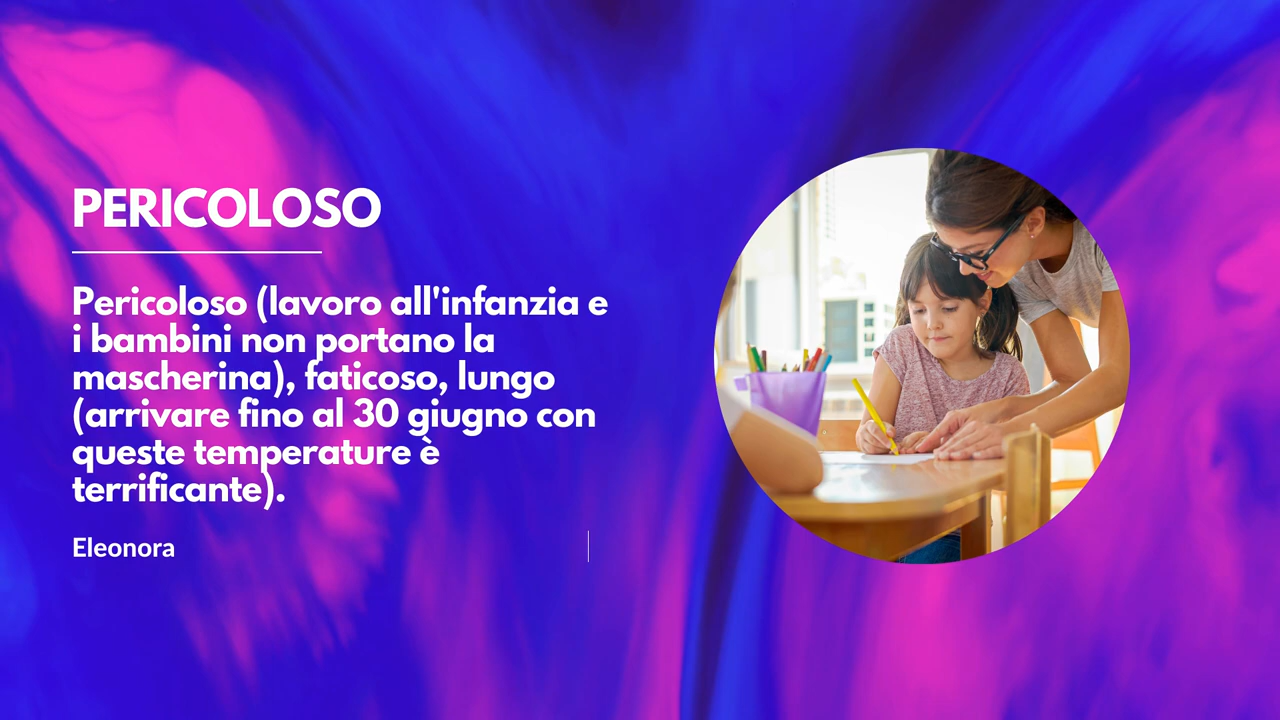 PERICOLOSO
Pericoloso (lavoro all'infanzia e
i bambini non portano la
mascherina), faticoso, lungo
(arrivare fino al 30 giugno con
queste temperature è
terrificante).
Eleonora